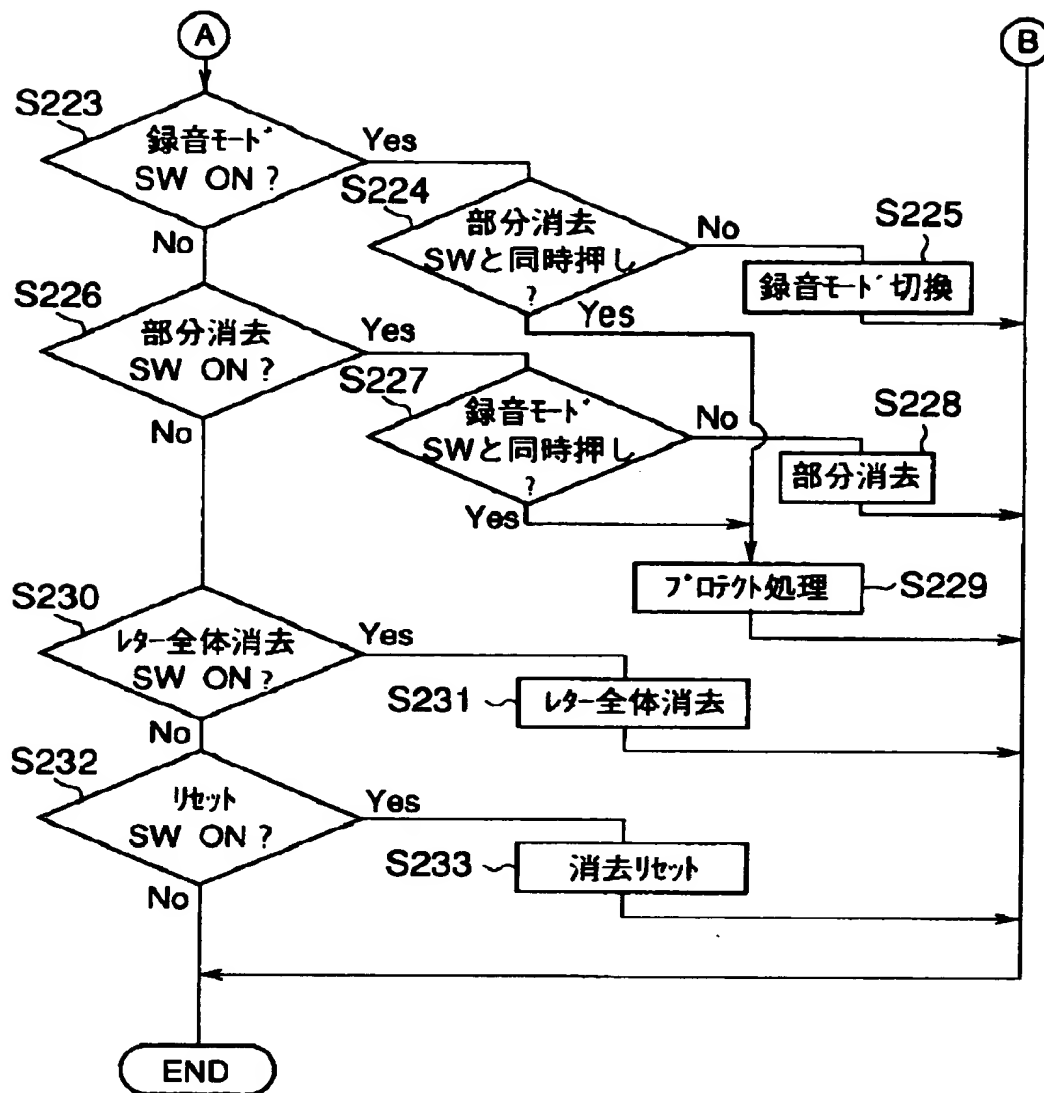 A
B
S223
録音ﾓｰﾄﾞ
SW ON?
Yes
No
S224
部分消去
SWと同時押し
?
No
Yes
S225
録音ﾓｰﾄﾞ切換
S226
部分消去
SW ON?
Yes
No
S227
録音ﾓｰﾄﾞ
SWと同時押し
?
No
Yes
S228
部分消去
ﾌﾟﾛﾃｸﾄ処理
S229
S230
ﾚﾀｰ全体消去
SW ON?
Yes
No
S231
ﾚﾀｰ全体消去
S232
ﾘｾｯﾄ
SW ON?
Yes
No
S233
消去ﾘｾｯﾄ
END